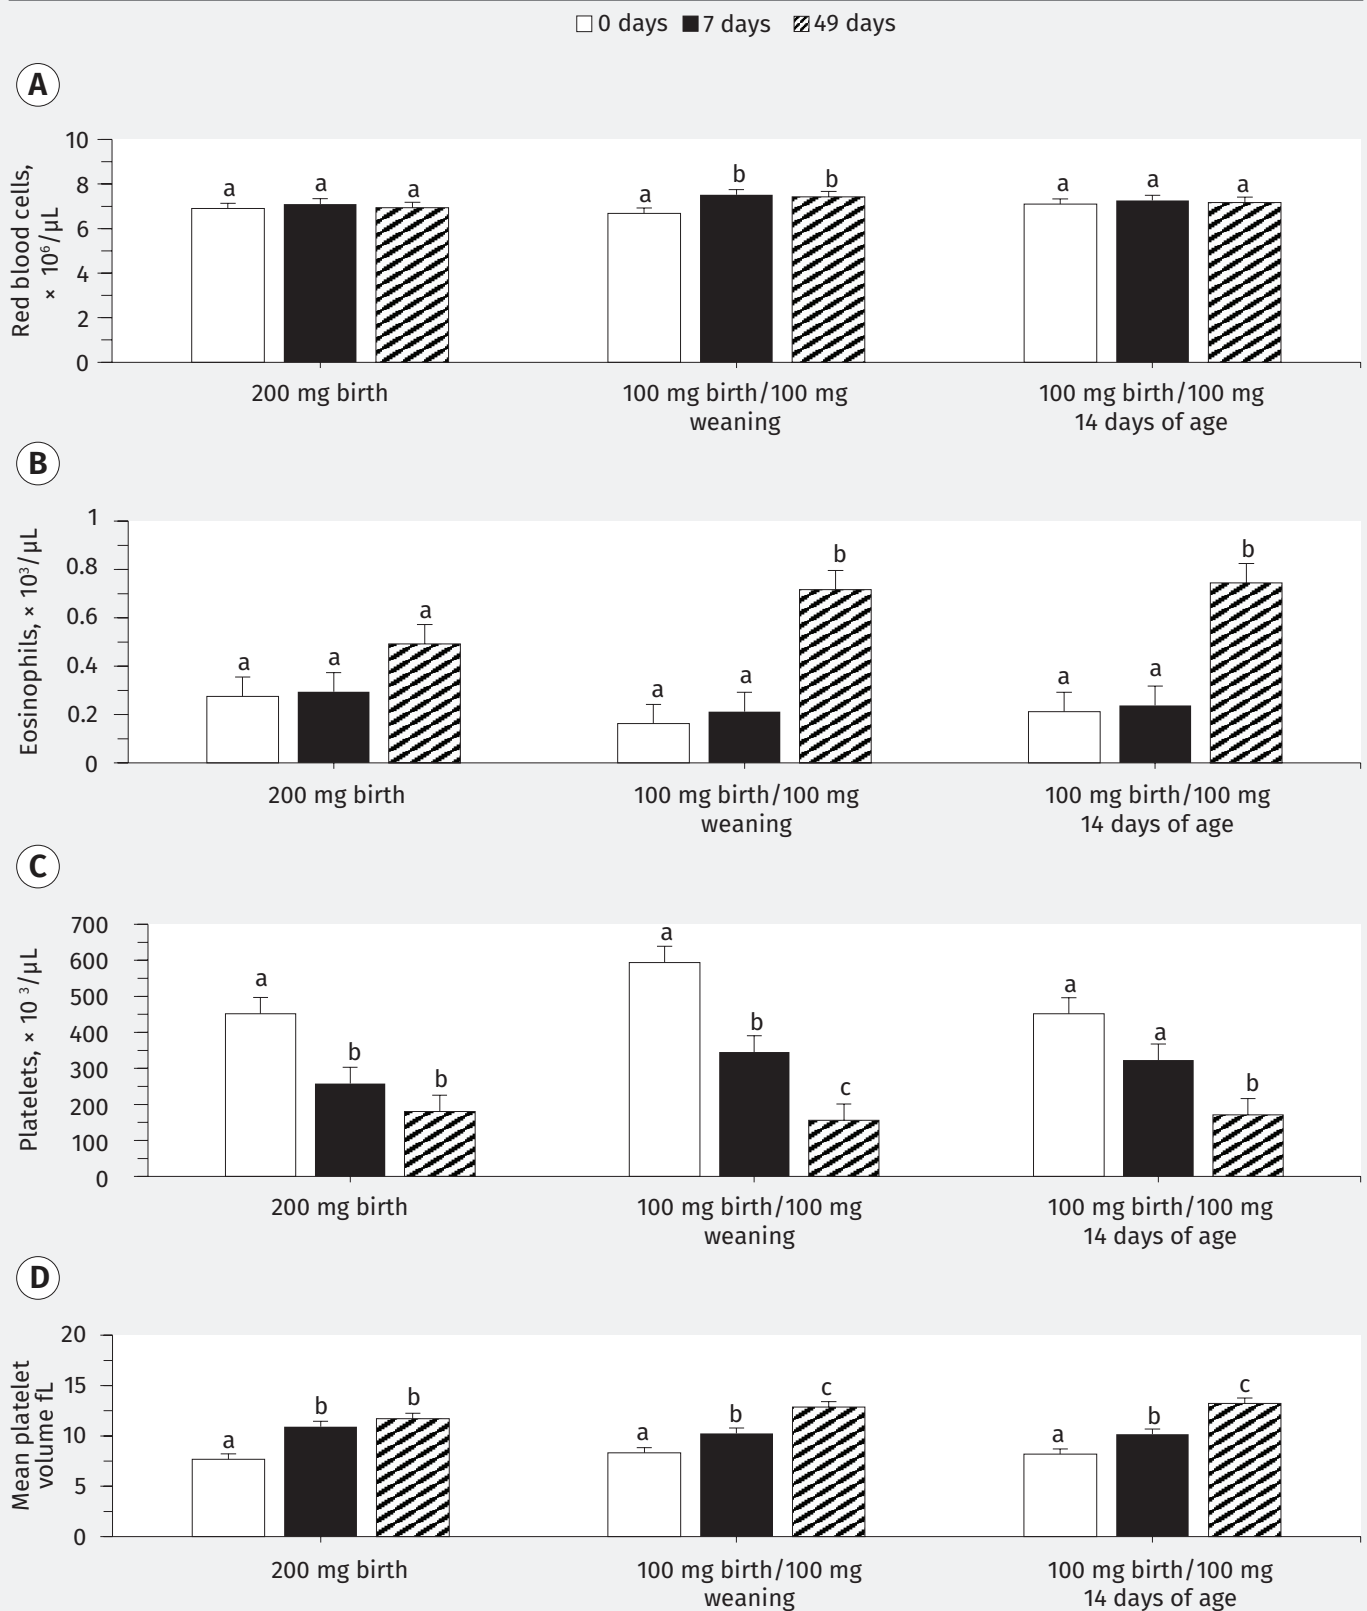 0 days 7 days 49 days
A
Red blood cells,
× 10⁶/µL
10
8
6
4
2
0
a a a a b b a a a
200 mg birth
100 mg birth/100 mg
weaning
100 mg birth/100 mg
14 days of age
B
Eosinophils, × 10³/µL
1
0.8
0.6
0.4
0.2
0
a a a a a b a a b
200 mg birth
100 mg birth/100 mg
weaning
100 mg birth/100 mg
14 days of age
C
Platelets, × 10 ³/µL
700
600
500
400
300
200
100
0
a b b a b c a a b
200 mg birth
100 mg birth/100 mg
weaning
100 mg birth/100 mg
14 days of age
D
Mean platelet
volume fL
20
15
10
5
0
a b b a b c a b c
200 mg birth
100 mg birth/100 mg
weaning
100 mg birth/100 mg
14 days of age